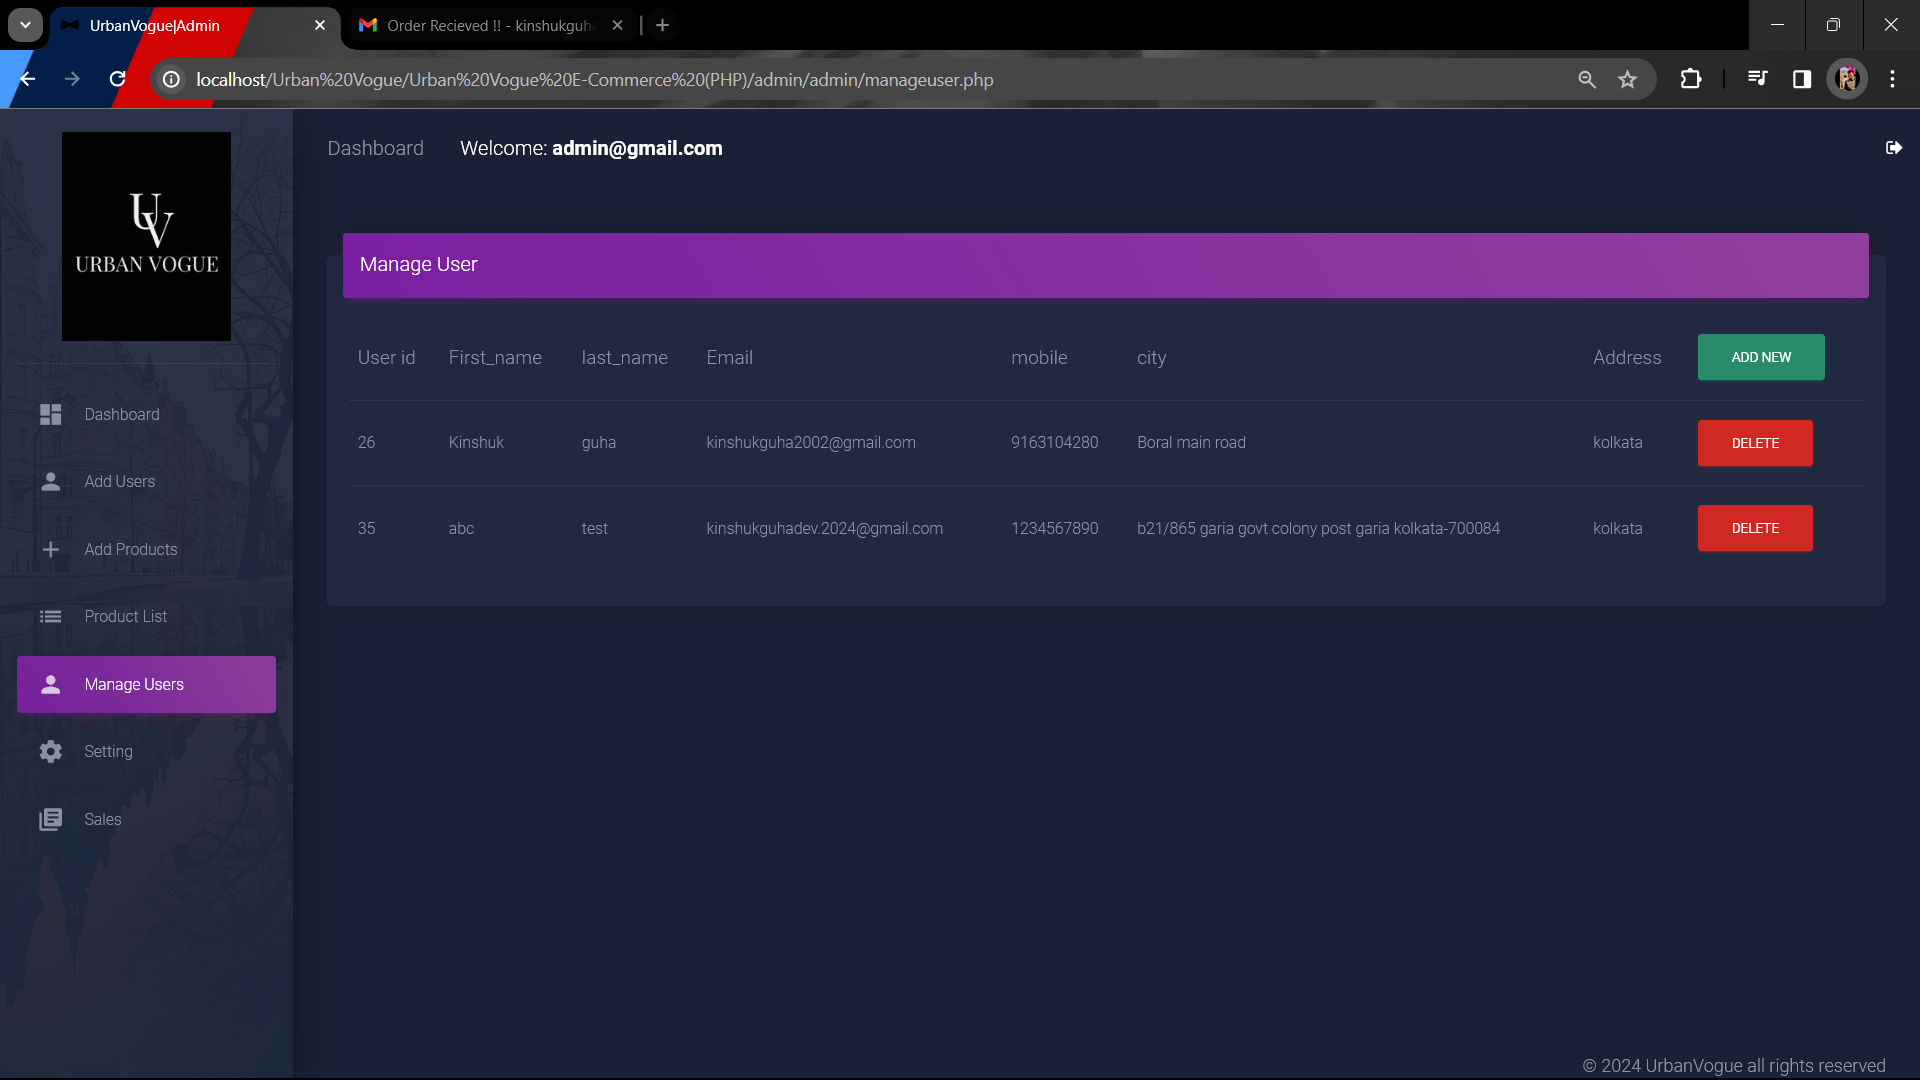 UrbanVogue|Admin
Order Recieved !! - kinshukguha
localhost/Urban%20Vogue/Urban%20Vogue%20E-Commerce%20(PHP)/admin/admin/manageuser.php
UV
URBAN VOGUE
Dashboard
Add Users
Add Products
Product List
Manage Users
Setting
Sales
Dashboard Welcome: admin@gmail.com
Manage User
User id First_name last_name Email mobile city Address ADD NEW
26 Kinshuk guha kinshukguha2002@gmail.com 9163104280 Boral main road kolkata DELETE
35 abc test kinshukguhadev.2024@gmail.com 1234567890 b21/865 garia govt colony post garia kolkata-700084 kolkata DELETE
© 2024 UrbanVogue all rights reserved